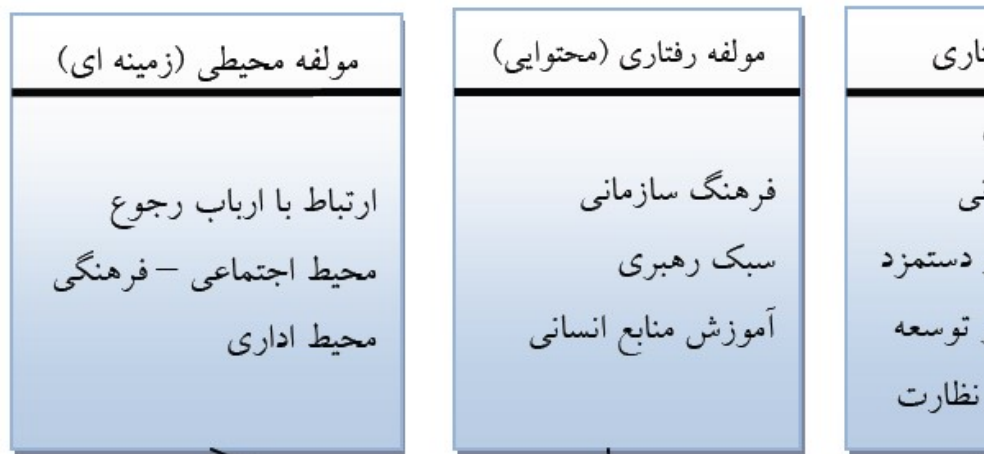 دستمزد
توسعه
نظارت
مولفه رفتاری (محتوایی)
فرهنگ سازمانی
سبک رهبری
آموزش منابع انسانی
مولفه محیطی (زمینه ای)
ارتباط با ارباب رجوع
محیط اجتماعی – فرهنگی
محیط اداری